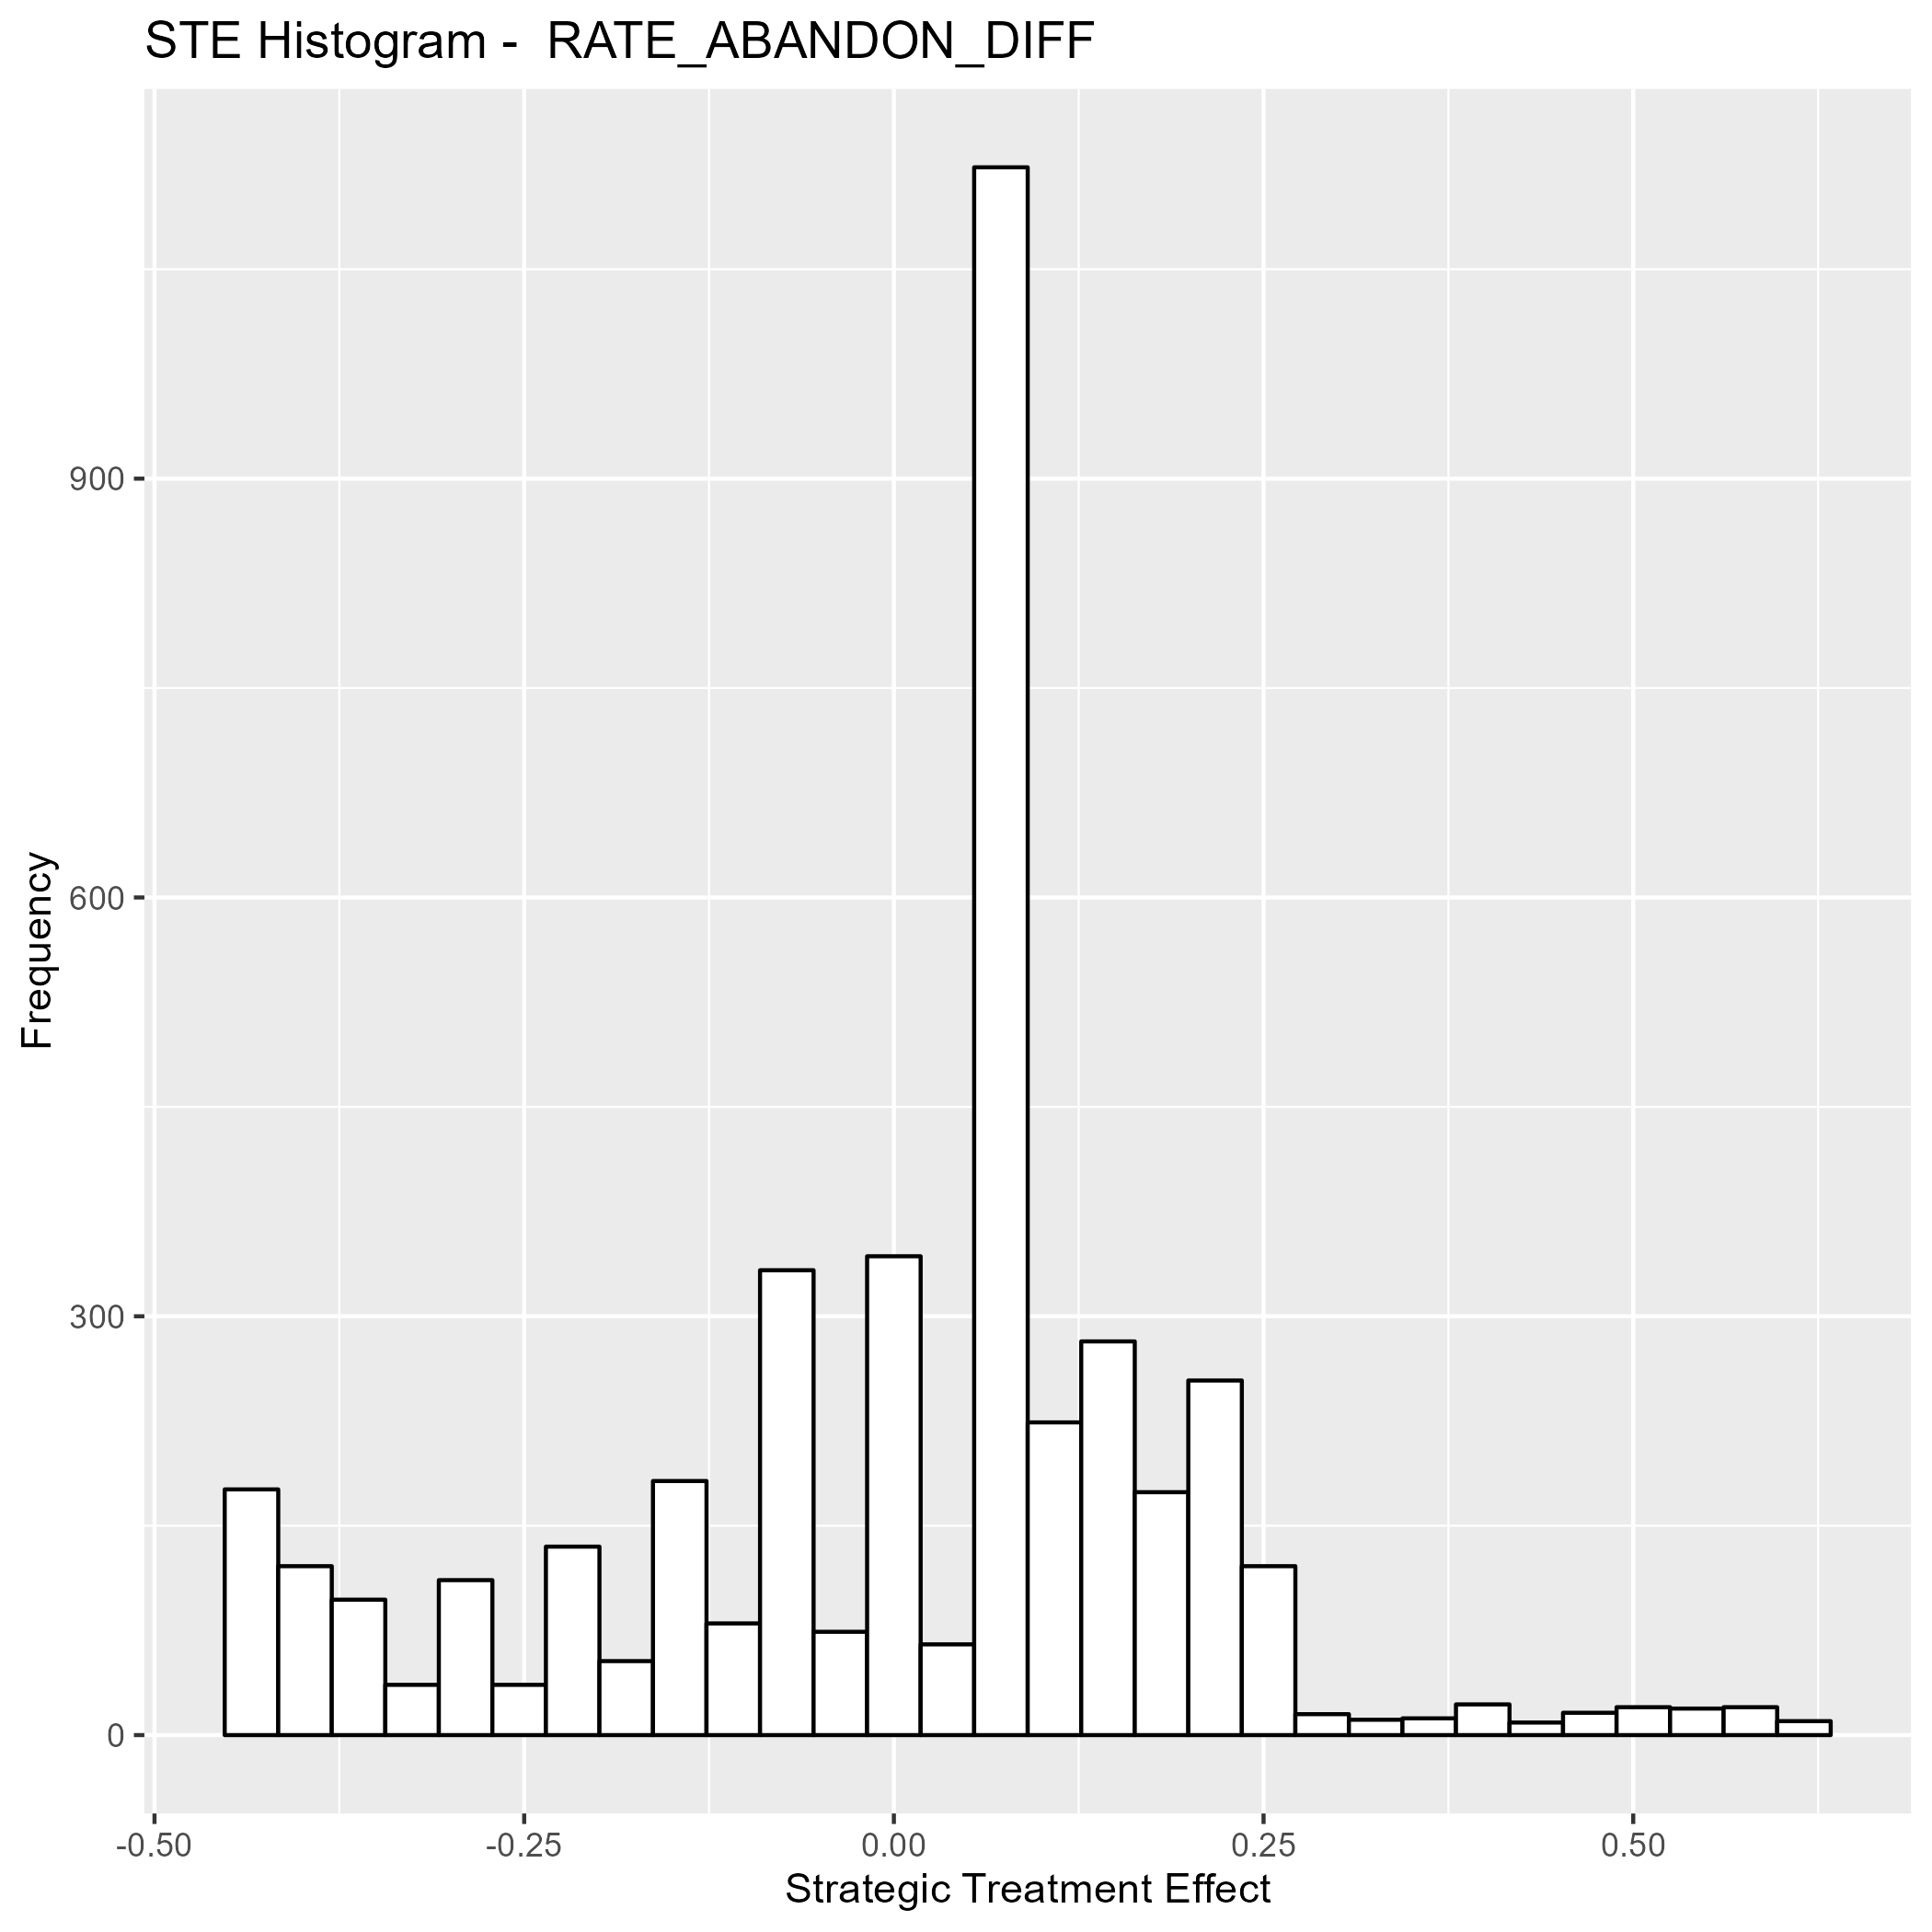 STE Histogram -  RATE_ABANDON_DIFF
Frequency
900
600
300
0
-0.50 -0.25 0.00 0.25 0.50
Strategic Treatment Effect